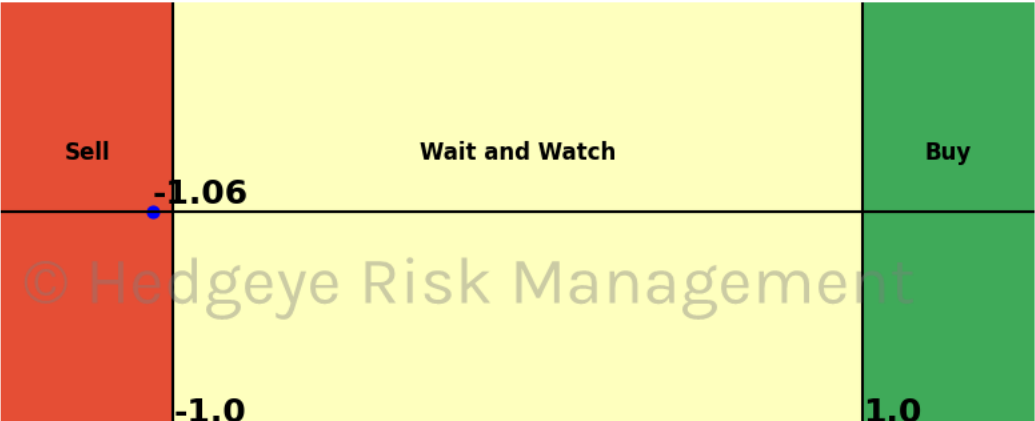 Sell
Wait and Watch
Buy
-1.06
© Hedgeye Risk Management
-1.0
1.0